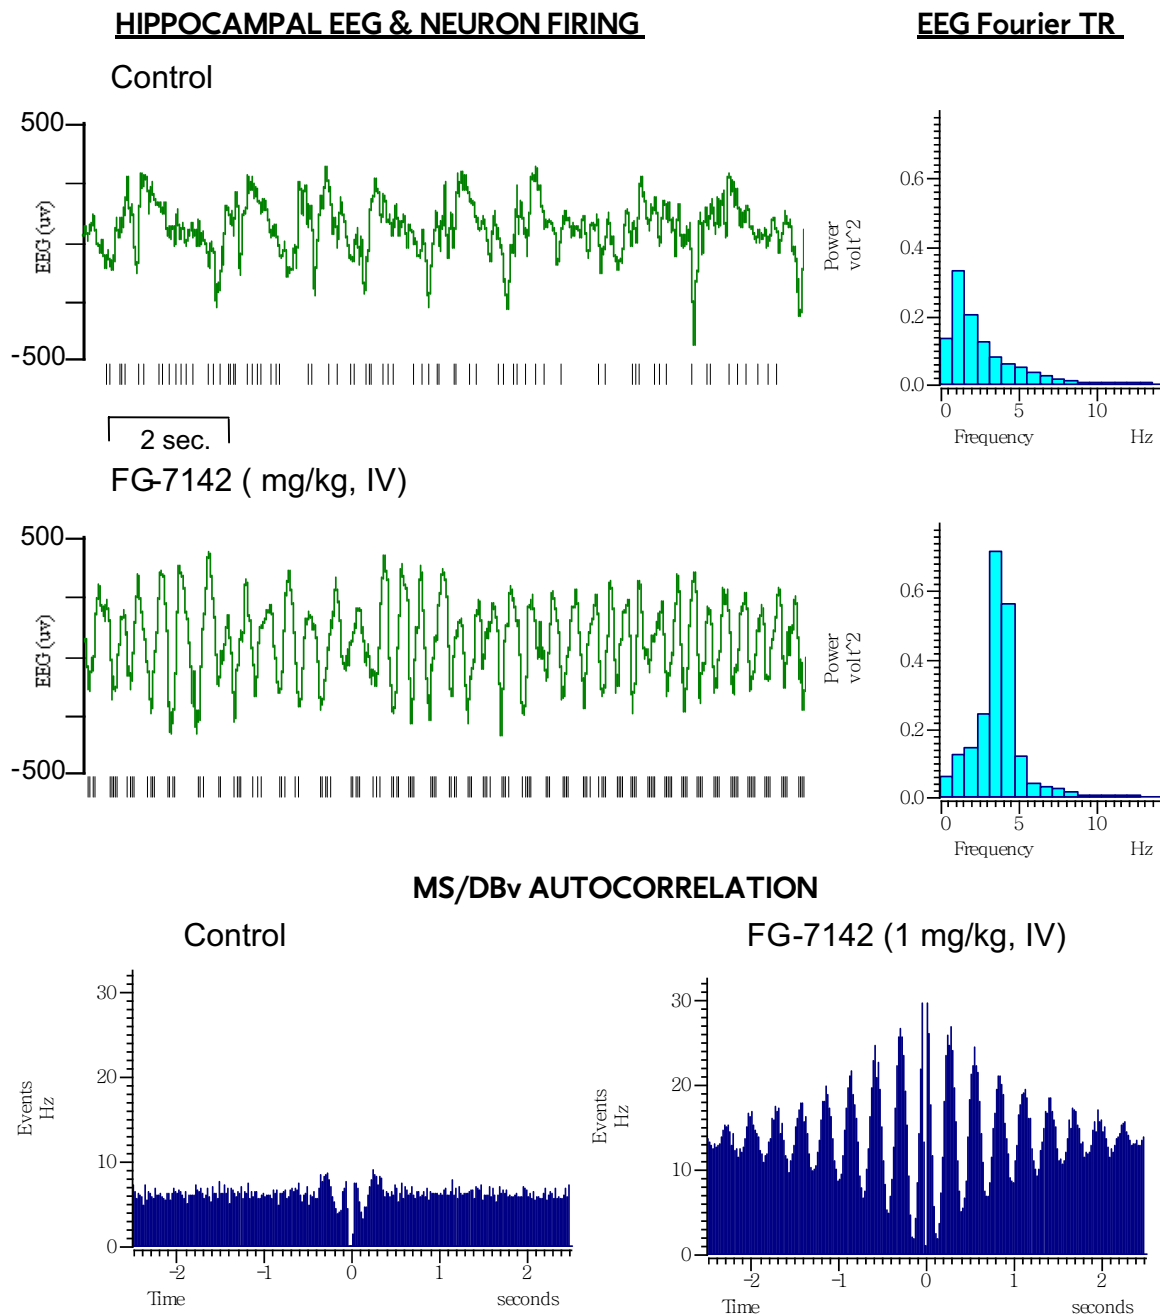 HIPPOCAMPAL EEG & NEURON FIRING
EEG Fourier TR
Control
500
EEG (uv)
-500
2 sec.
Power
volt^2
0.6
0.4
0.2
0.0
0 5 10
Frequency Hz
FG-7142 ( mg/kg, IV)
500
EEG (uv)
-500
Power
volt^2
0.6
0.4
0.2
0.0
0 5 10
Frequency Hz
MS/DBv AUTOCORRELATION
Control
Events
Hz
30
20
10
0
-2 -1 0 1 2
Time seconds
FG-7142 (1 mg/kg, IV)
Events
Hz
30
20
10
0
-2 -1 0 1 2
Time seconds